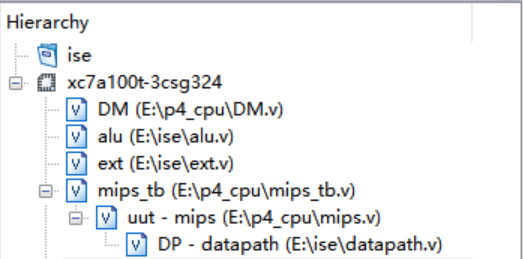 Hierarchy
ise
xc7a100t-3csg324
DM (E:\p4_cpu\DM.v)
alu (E:\ise\alu.v)
ext (E:\ise\ext.v)
mips_tb (E:\p4_cpu\mips_tb.v)
uut - mips (E:\p4_cpu\mips.v)
DP - datapath (E:\ise\datapath.v)